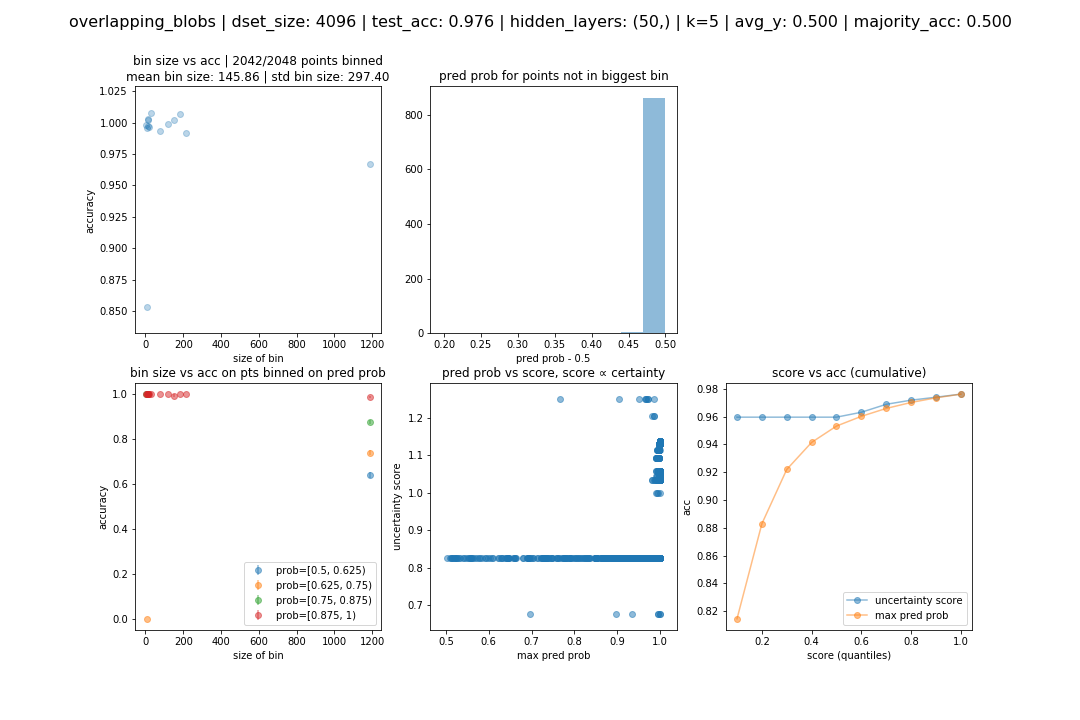 overlapping_blobs | dset_size: 4096 | test_acc: 0.976 | hidden_layers: (50,) | k=5 | avg_y: 0.500 | majority_acc: 0.500
bin size vs acc | 2042/2048 points binned
mean bin size: 145.86 | std bin size: 297.40
1.025
1.000
0.975
0.950
0.925
0.900
0.875
0.850
accuracy
0 200 400 600 800 1000 1200
size of bin
pred prob for points not in biggest bin
800
600
400
200
0
0.20 0.25 0.30 0.35 0.40 0.45 0.50
pred prob - 0.5
bin size vs acc on pts binned on pred prob
1.0
0.8
0.6
0.4
0.2
0.0
accuracy
prob=[0.5, 0.625)
prob=[0.625, 0.75)
prob=[0.75, 0.875)
prob=[0.875, 1)
0 200 400 600 800 1000 1200
size of bin
pred prob vs score, score ∝ certainty
1.2
1.1
1.0
0.9
0.8
0.7
uncertainty score
0.5 0.6 0.7 0.8 0.9 1.0
max pred prob
score vs acc (cumulative)
0.98
0.96
0.94
0.92
0.90
0.88
0.86
0.84
0.82
acc
uncertainty score
max pred prob
0.2 0.4 0.6 0.8 1.0
score (quantiles)